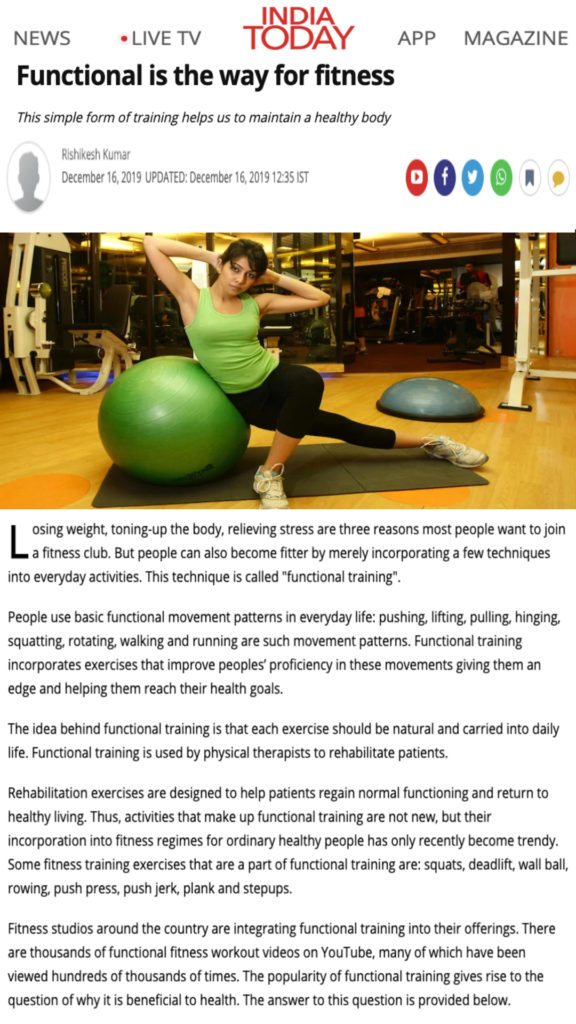 NEWS
LIVE TV
INDIA
TODAY
APP
MAGAZINE
Functional is the way for fitness
This simple form of training helps us to maintain a healthy body
Rishikesh Kumar
December 16, 2019 UPDATED: December 16, 2019 12:35 IST
Losing weight, toning-up the body, relieving stress are three reasons most people want to join
a fitness club. But people can also become fitter by merely incorporating a few techniques
into everyday activities. This technique is called "functional training".
People use basic functional movement patterns in everyday life: pushing, lifting, pulling, hinging,
squatting, rotating, walking and running are such movement patterns. Functional training
incorporates exercises that improve peoples’ proficiency in these movements giving them an
edge and helping them reach their health goals.
The idea behind functional training is that each exercise should be natural and carried into daily
life. Functional training is used by physical therapists to rehabilitate patients.
Rehabilitation exercises are designed to help patients regain normal functioning and return to
healthy living. Thus, activities that make up functional training are not new, but their
incorporation into fitness regimes for ordinary healthy people has only recently become trendy.
Some fitness training exercises that are a part of functional training are: squats, deadlift, wall ball,
rowing, push press, push jerk, plank and stepups.
Fitness studios around the country are integrating functional training into their offerings. There
are thousands of functional fitness workout videos on YouTube, many of which have been
viewed hundreds of thousands of times. The popularity of functional training gives rise to the
question of why it is beneficial to health. The answer to this question is provided below.